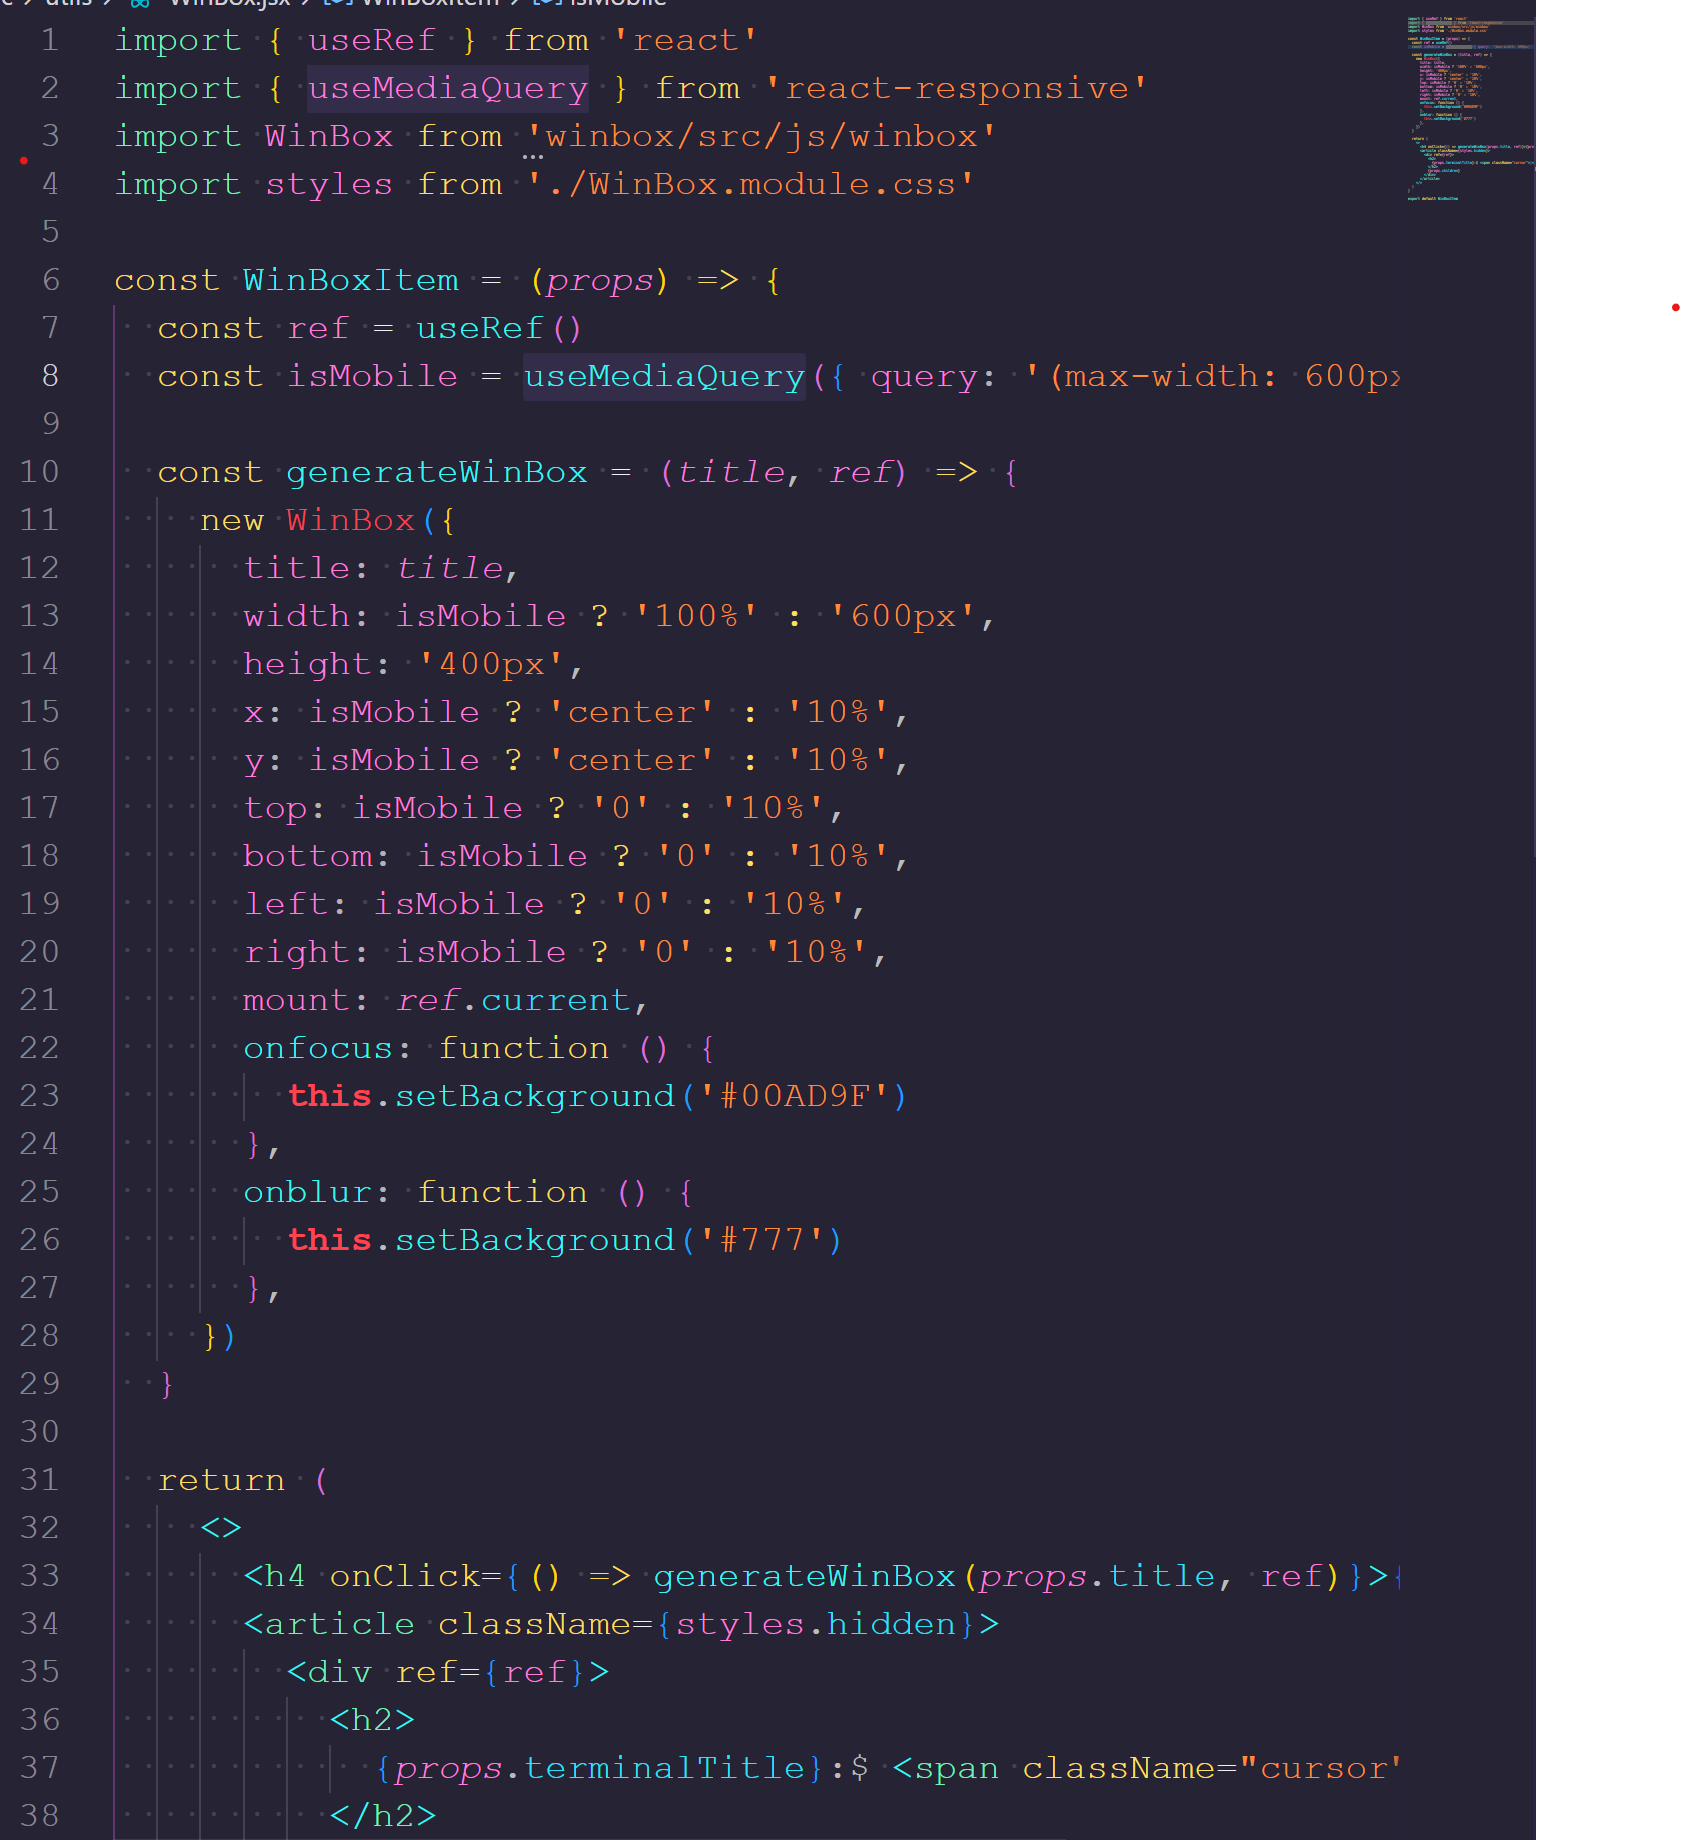 utils > WinBox.jsx > WinBoxItem > isMobile
1 import { useRef } from 'react'
2 import { useMediaQuery } from 'react-responsive'
3 import WinBox from 'winbox/src/js/winbox'
4 import styles from './WinBox.module.css'
5
6 const WinBoxItem = (props) => {
7 const ref = useRef()
8 const isMobile = useMediaQuery({ query: '(max-width: 600px
9
10 const generateWinBox = (title, ref) => {
11 new WinBox({
12 title: title,
13 width: isMobile ? '100%' : '600px',
14 height: '400px',
15 x: isMobile ? 'center' : '10%',
16 y: isMobile ? 'center' : '10%',
17 top: isMobile ? '0' : '10%',
18 bottom: isMobile ? '0' : '10%',
19 left: isMobile ? '0' : '10%',
20 right: isMobile ? '0' : '10%',
21 mount: ref.current,
22 onfocus: function () {
23 this.setBackground('#00AD9F')
24 },
25 onblur: function () {
26 this.setBackground('#777')
27 },
28 })
29 }
30
31 return (
32 <>
33 <h4 onClick={() => generateWinBox(props.title, ref)}>{
34 <article className={styles.hidden}>
35 <div ref={ref}>
36 <h2>
37 {props.terminalTitle}:$ <span className="cursor"
38 </h2>